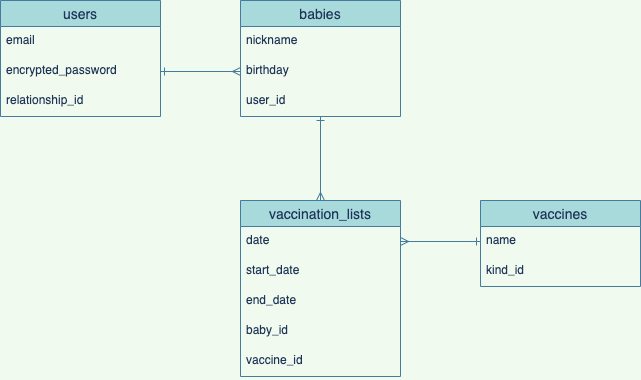 users
email
encrypted_password
relationship_id
babies
nickname
birthday
user_id
vaccination_lists
date
start_date
end_date
baby_id
vaccine_id
vaccines
name
kind_id